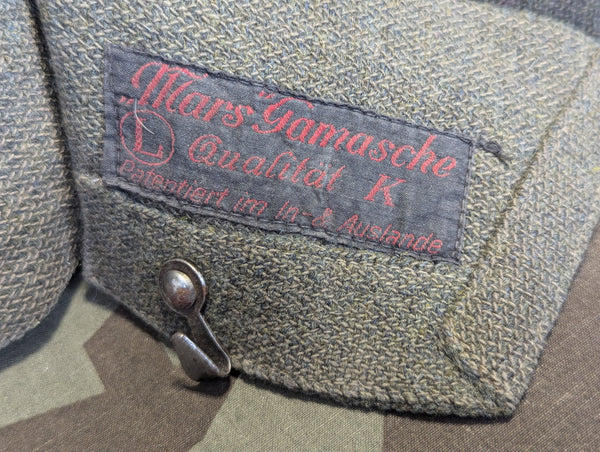 „Mars"Gamasche
L Qualität K
Patentiert im In-& Auslande